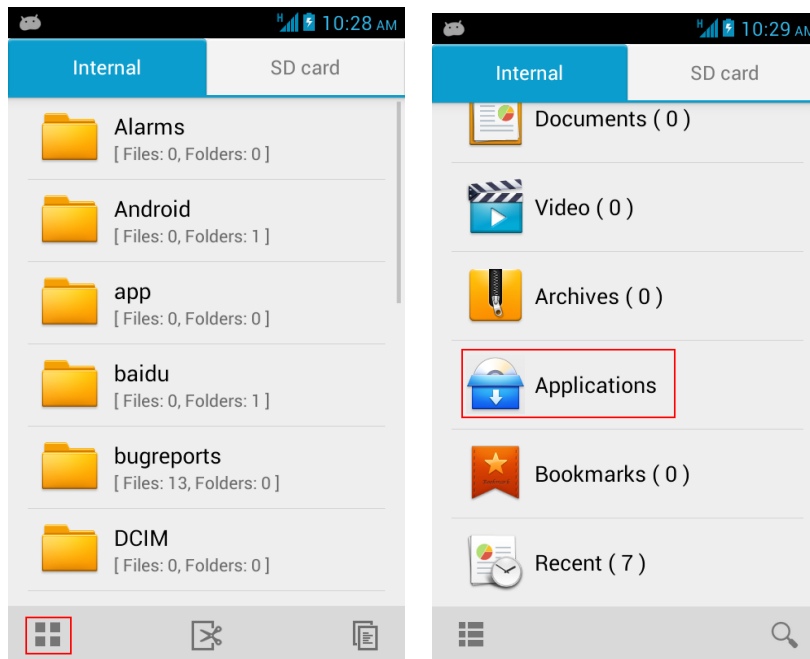 H 10:28 AM
Internal SD card
Alarms
[ Files: 0, Folders: 0 ]
Android
[ Files: 0, Folders: 1 ]
app
[ Files: 0, Folders: 0 ]
baidu
[ Files: 0, Folders: 1 ]
bugreports
[ Files: 13, Folders: 0 ]
DCIM
[ Files: 0, Folders: 0 ]
H 10:29 AM
Internal SD card
Documents ( 0 )
Video ( 0 )
Archives ( 0 )
Applications
Bookmarks ( 0 )
Recent ( 7 )